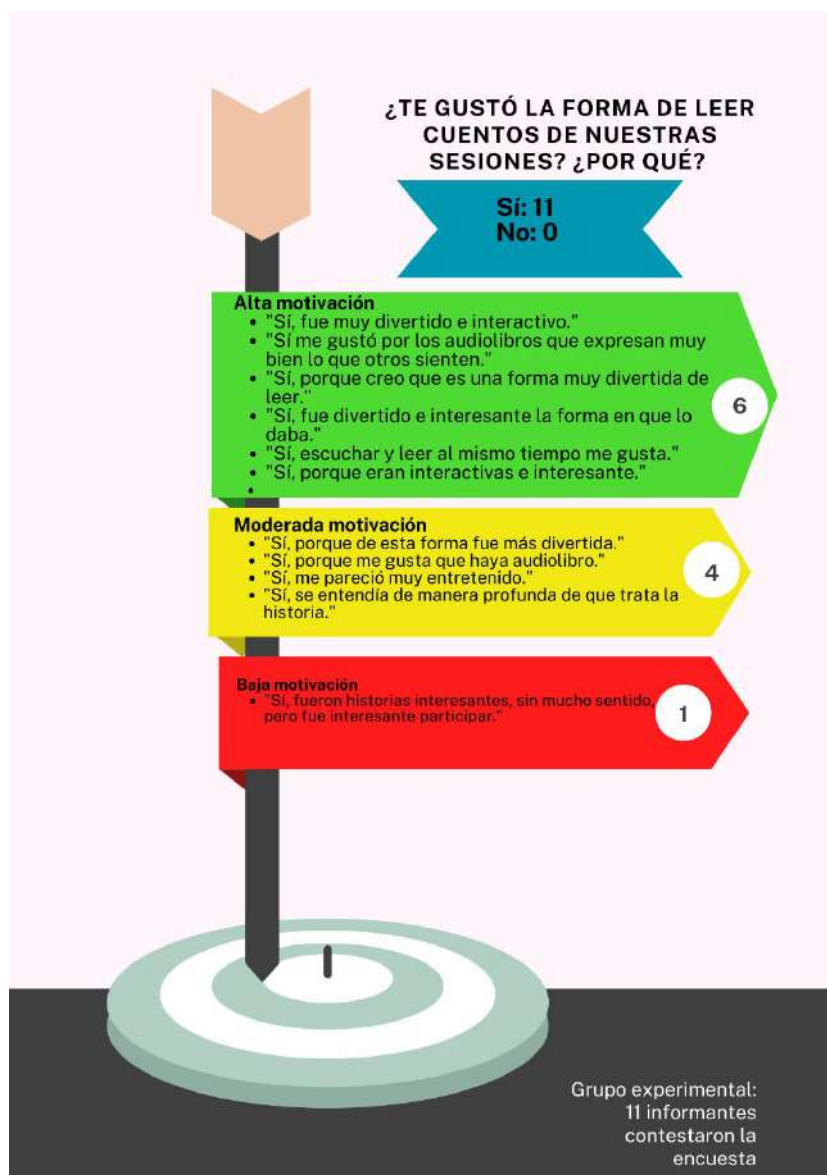 ¿TE GUSTÓ LA FORMA DE LEER
CUENTOS DE NUESTRAS
SESIONES? ¿POR QUÉ?
Sí: 11
No: 0
Alta motivación
• "Sí, fue muy divertido e interactivo."
• "Sí me gustó por los audiolibros que expresan muy
bien lo que otros sienten."
• "Sí, porque creo que es una forma muy divertida de
leer."
• "Sí, fue divertido e interesante la forma en que lo
daba."
• "Sí, escuchar y leer al mismo tiempo me gusta."
• "Sí, porque eran interactivas e interesante."
•
6
Moderada motivación
• "Sí, porque de esta forma fue más divertida."
• "Sí, porque me gusta que haya audiolibro."
• "Sí, me pareció muy entretenido."
• "Sí, se entendía de manera profunda de que trata la
historia."
4
Baja motivación
• "Sí, fueron historias interesantes, sin mucho sentido,
pero fue interesante participar."
1
Grupo experimental:
11 informantes
contestaron la
encuesta